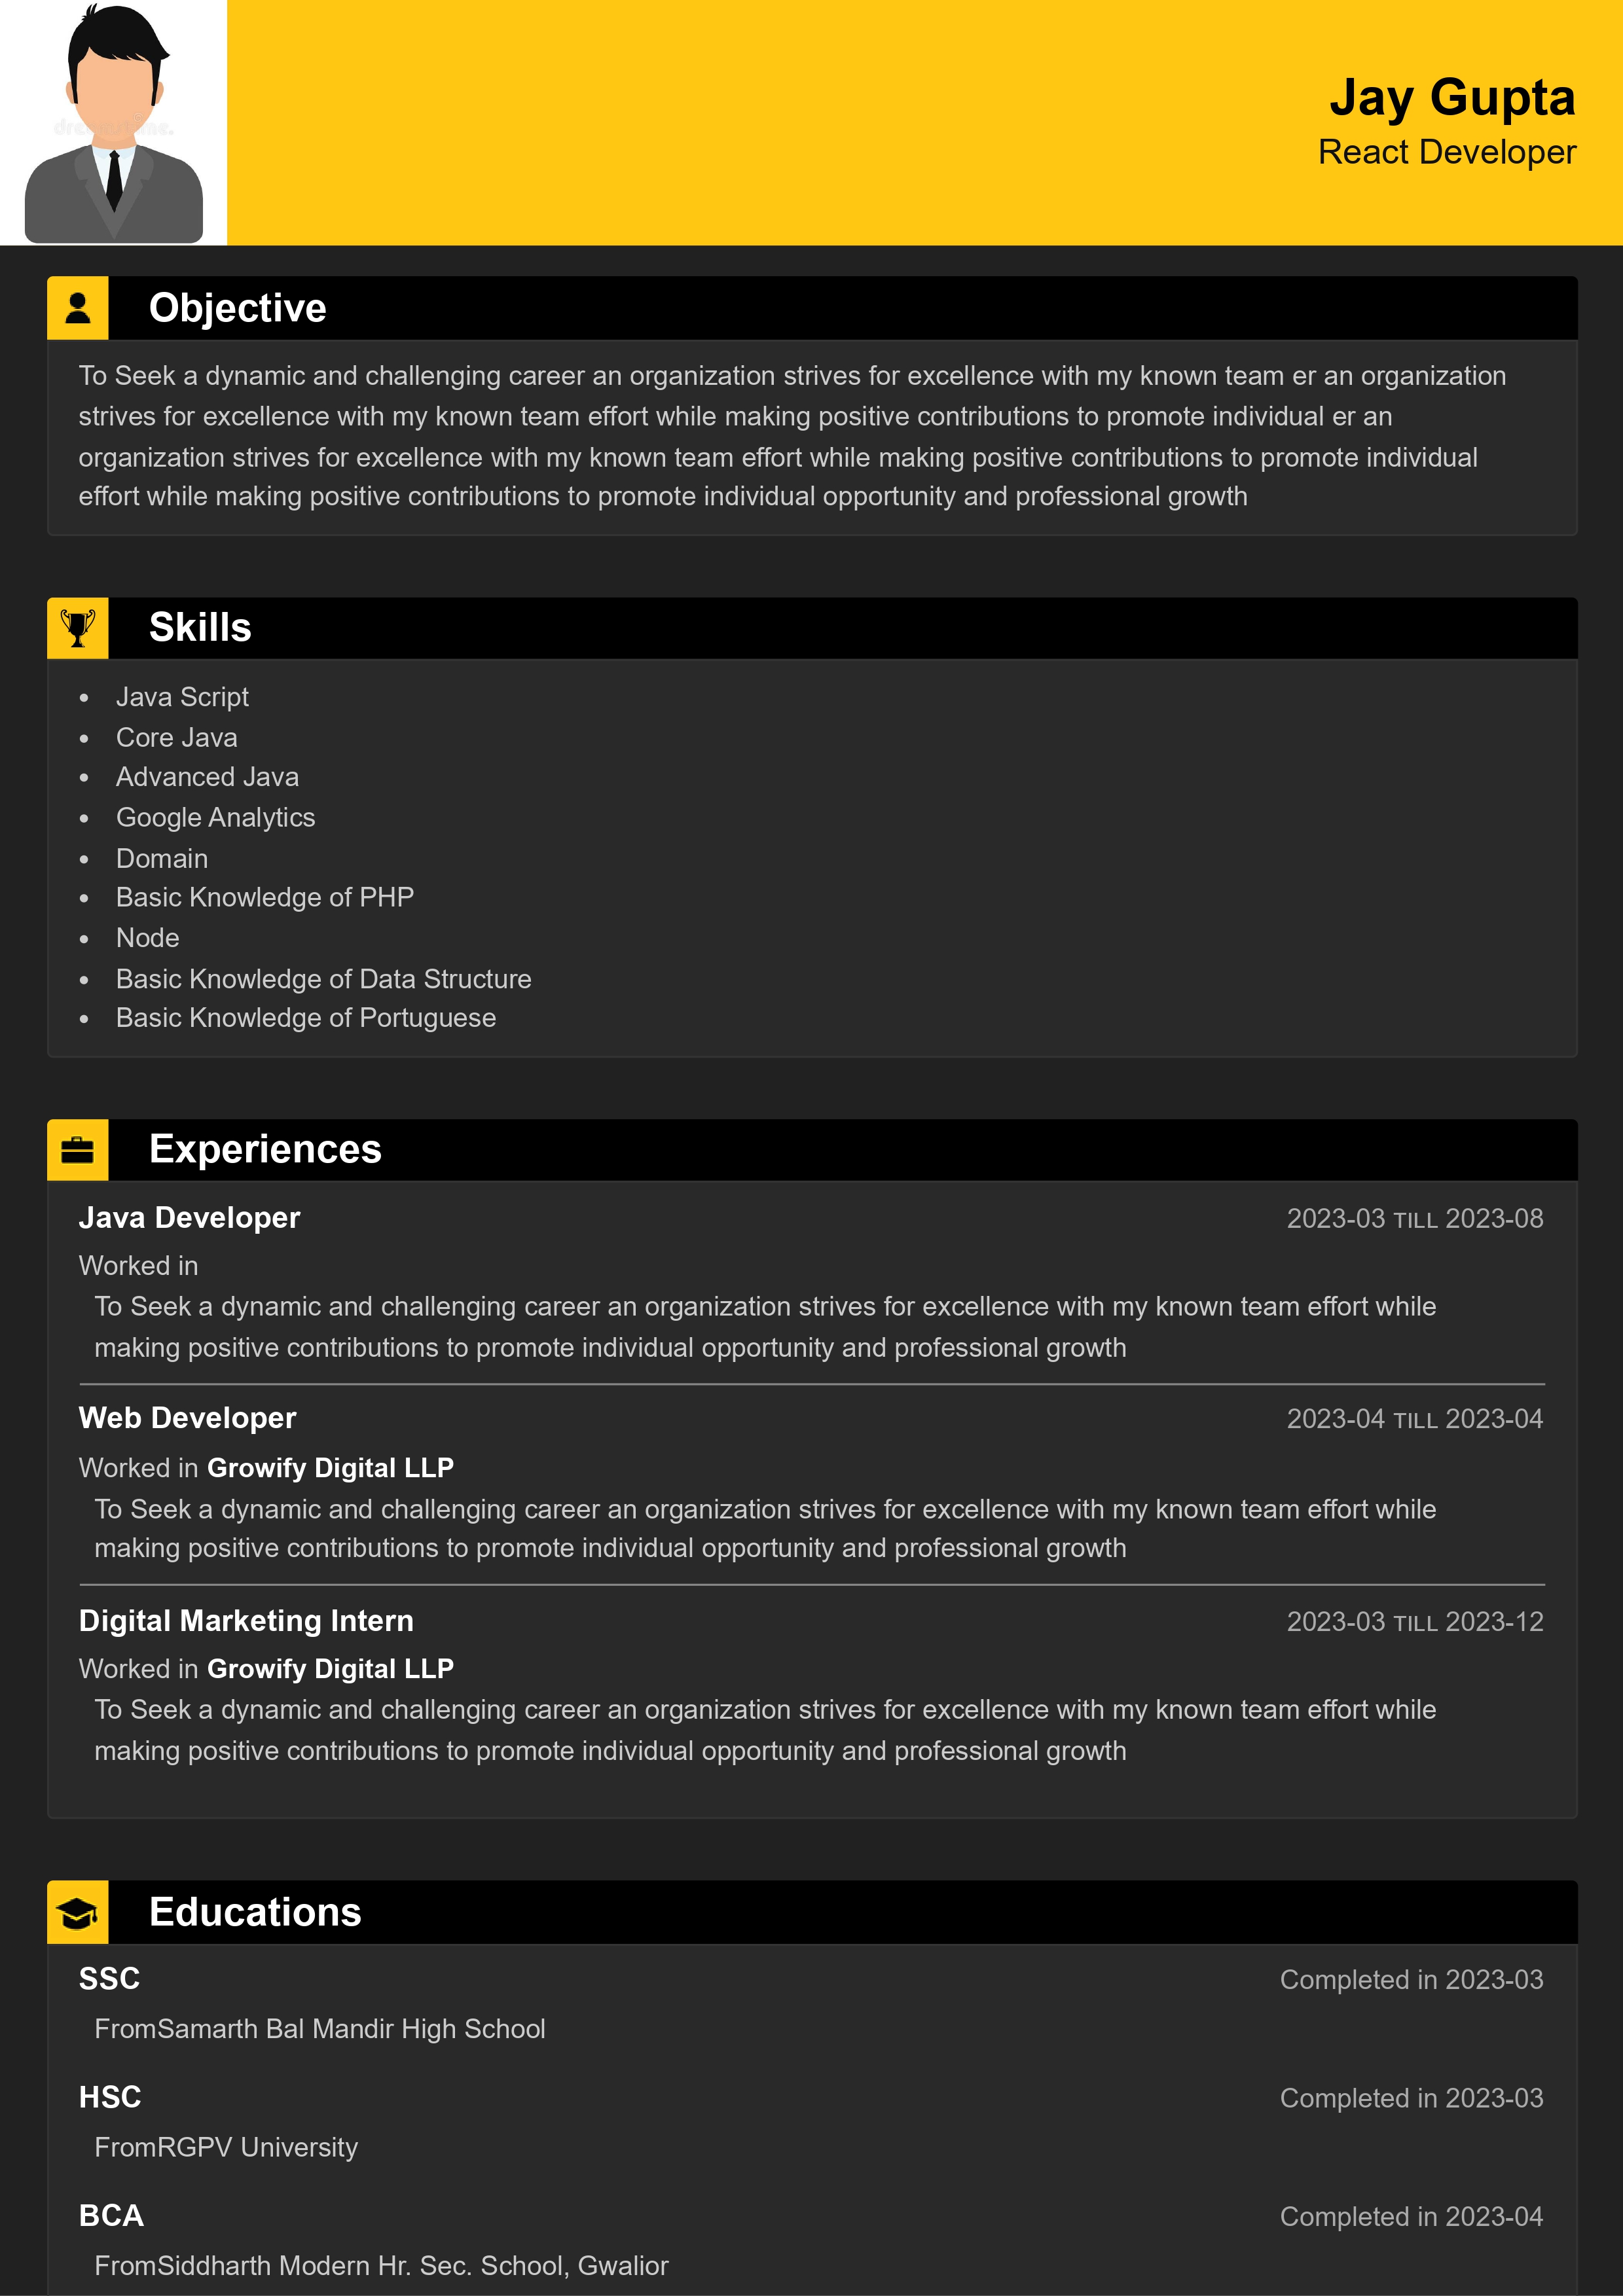 Jay Gupta
React Developer
Objective
To Seek a dynamic and challenging career an organization strives for excellence with my known team er an organization
strives for excellence with my known team effort while making positive contributions to promote individual er an
organization strives for excellence with my known team effort while making positive contributions to promote individual
effort while making positive contributions to promote individual opportunity and professional growth
Skills
• Java Script
• Core Java
• Advanced Java
• Google Analytics
• Domain
• Basic Knowledge of PHP
• Node
• Basic Knowledge of Data Structure
• Basic Knowledge of Portuguese
Experiences
Java Developer 2023-03 TILL 2023-08
Worked in
To Seek a dynamic and challenging career an organization strives for excellence with my known team effort while
making positive contributions to promote individual opportunity and professional growth
Web Developer 2023-04 TILL 2023-04
Worked in Growify Digital LLP
To Seek a dynamic and challenging career an organization strives for excellence with my known team effort while
making positive contributions to promote individual opportunity and professional growth
Digital Marketing Intern 2023-03 TILL 2023-12
Worked in Growify Digital LLP
To Seek a dynamic and challenging career an organization strives for excellence with my known team effort while
making positive contributions to promote individual opportunity and professional growth
Educations
SSC Completed in 2023-03
FromSamarth Bal Mandir High School
HSC Completed in 2023-03
FromRGPV University
BCA Completed in 2023-04
FromSiddharth Modern Hr. Sec. School, Gwalior